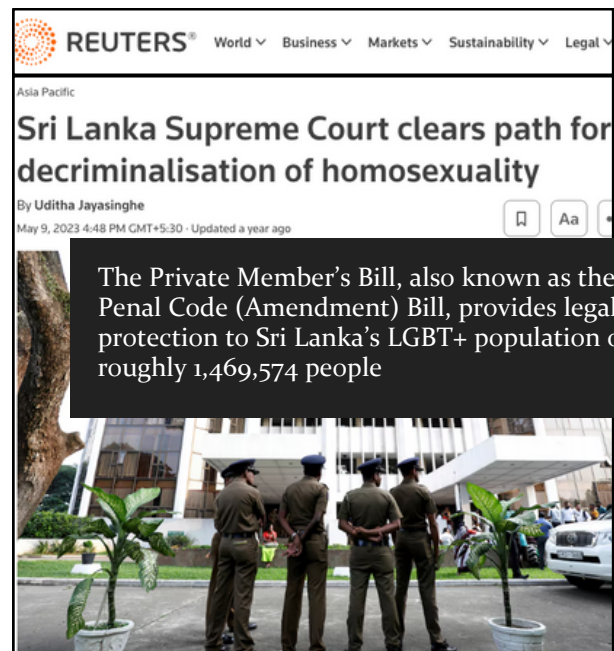 REUTERS® World Business Markets Sustainability Legal
Asia Pacific
Sri Lanka Supreme Court clears path for
decriminalisation of homosexuality
By Uditha Jayasinghe
May 9, 2023 4:48 PM GMT+5:30 · Updated a year ago
Aa
The Private Member’s Bill, also known as the
Penal Code (Amendment) Bill, provides legal
protection to Sri Lanka’s LGBT+ population
roughly 1,469,574 people